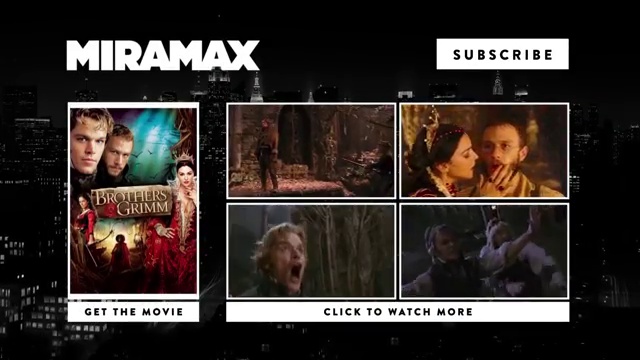 MIRAMAX
SUBSCRIBE
BROTHERS
GRIMM
GET THE MOVIE
CLICK TO WATCH MORE